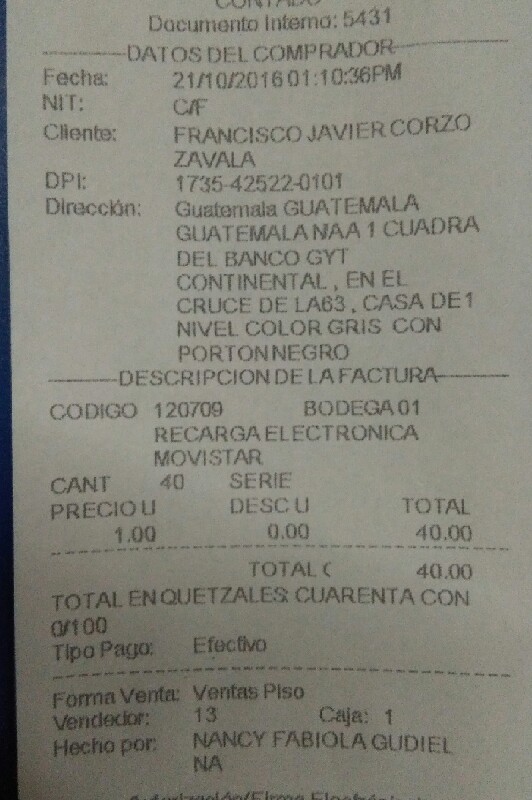 CONTADO
Documento Interno: 5431
DATOS DEL COMPRADOR
Fecha: 21/10/2016 01:10:36PM
NIT: C/F
Cliente: FRANCISCO JAVIER CORZO
ZAVALA
DPI: 1735-42522-0101
Dirección: Guatemala GUATEMALA
GUATEMALA NAA 1 CUADRA
DEL BANCO GYT
CONTINENTAL , EN EL
CRUCE DE LA63 , CASA DE 1
NIVEL COLOR GRIS CON
PORTON NEGRO
DESCRIPCION DE LA FACTURA
CODIGO 120709 BODEGA 01
RECARGA ELECTRONICA
MOVISTAR
CANT 40 SERIE
PRECIO U DESC U TOTAL
1.00 0.00 40.00
TOTAL 40.00
TOTAL EN QUETZALES: CUARENTA CON
0/100
Tipo Pago: Efectivo
Forma Venta: Ventas Piso
Vendedor: 13 Caja: 1
Hecho por: NANCY FABIOLA GUDIEL
NA